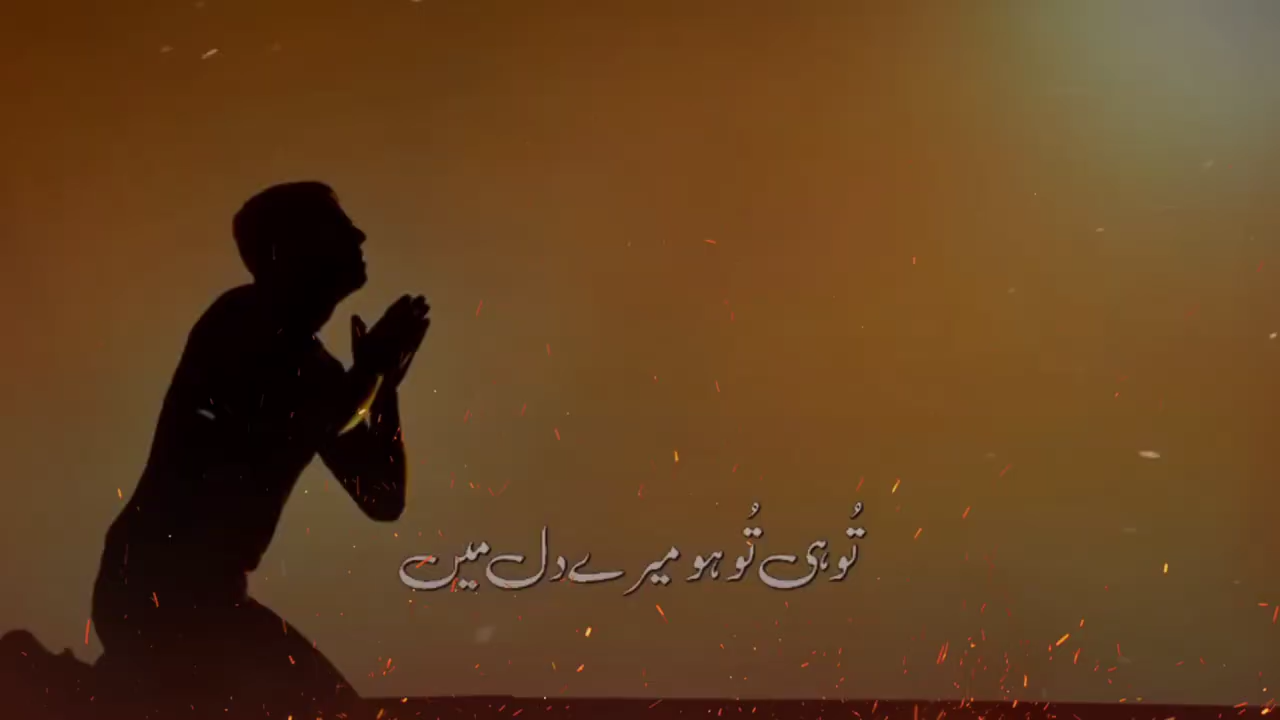 تُو ہی تُو ہو میرے دل میں